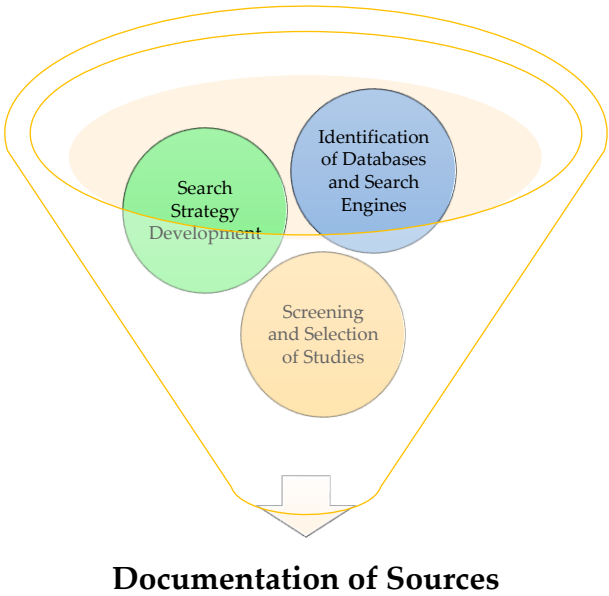 Identification
of Databases
and Search
Engines
Search
Strategy
Development
Screening
and Selection
of Studies
Documentation of Sources